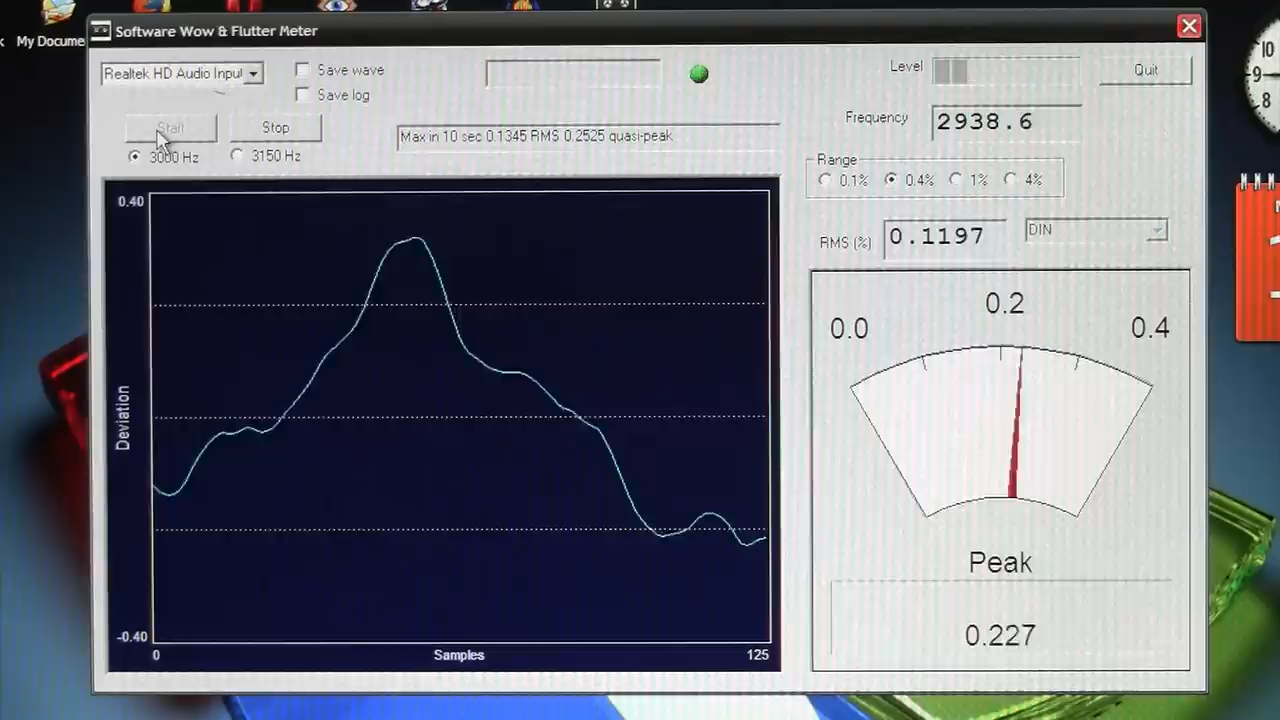 My Docume
Software Wow & Flutter Meter
Realtek HD Audio Input
Save wave
Save log
Level
Quit
Start
Stop
3000 Hz
3150 Hz
Max in 10 sec 0.1345 RMS 0.2525 quasi-peak
Frequency
2938.6
Range
0.1%
0.4%
1%
4%
RMS (%)
0.1197
DIN
0.40
Deviation
-0.40
0
Samples
125
0.0
0.2
0.4
Peak
0.227
10
9
8